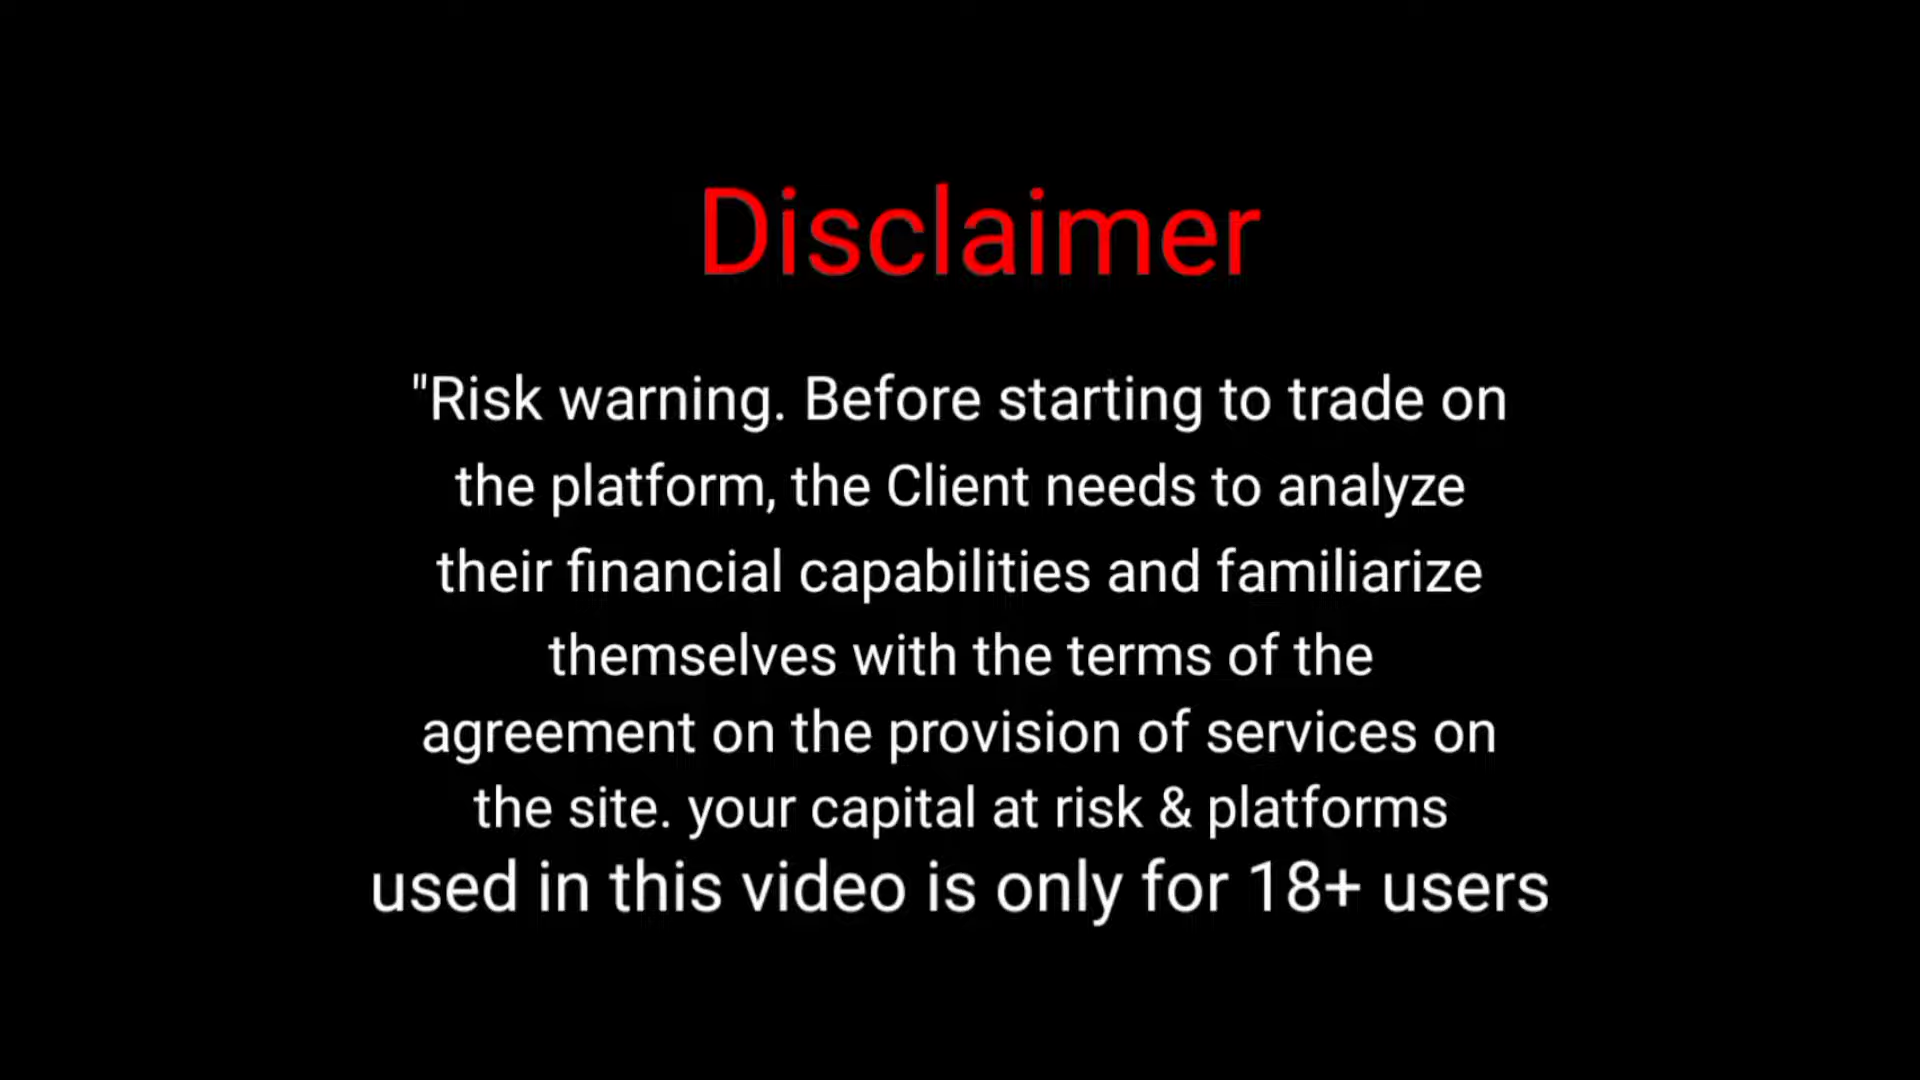 Disclaimer
"Risk warning. Before starting to trade on
the platform, the Client needs to analyze
their financial capabilities and familiarize
themselves with the terms of the
agreement on the provision of services on
the site. your capital at risk & platforms
used in this video is only for 18+ users